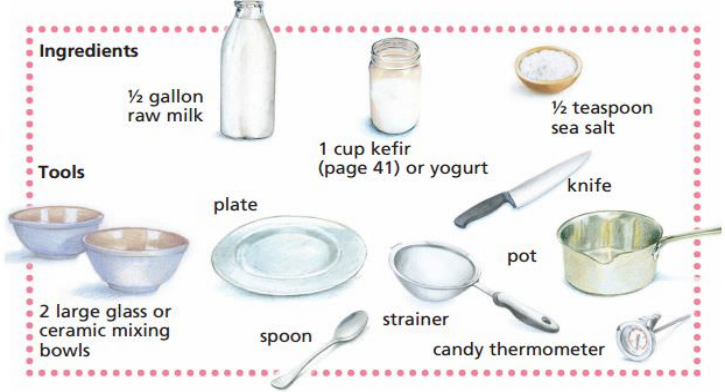 Ingredients
½ gallon
raw milk
1 cup kefir
(page 41) or yogurt
½ teaspoon
sea salt
Tools
2 large glass or
ceramic mixing
bowls
plate
spoon
strainer
knife
pot
candy thermometer